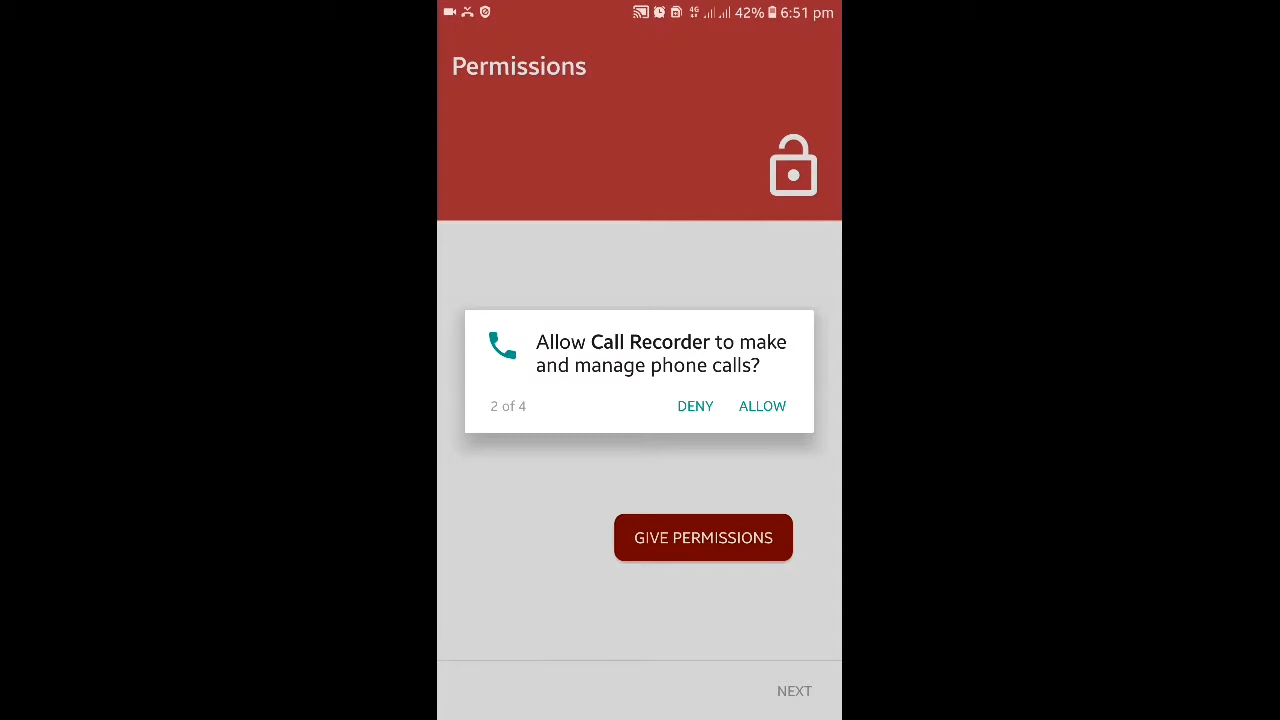 4G 42% 6:51 pm
Permissions
Allow Call Recorder to make
and manage phone calls?
2 of 4 DENY ALLOW
GIVE PERMISSIONS
NEXT